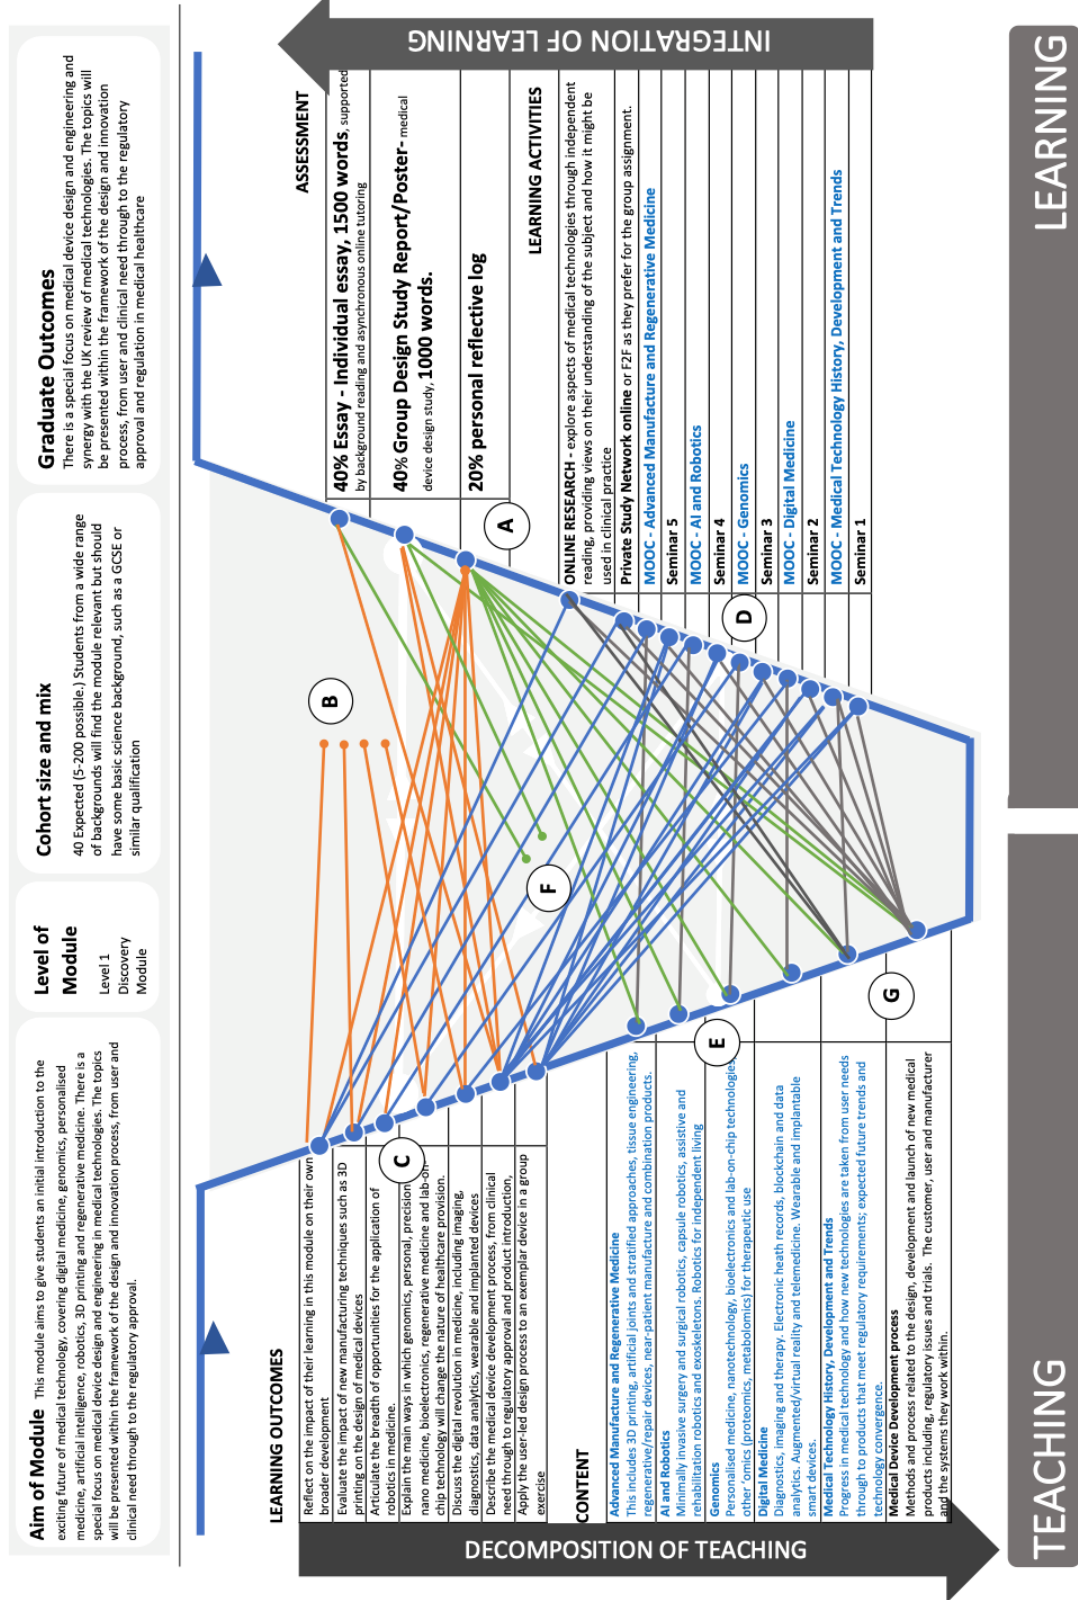 Aim of Module  This module aims to give students an initial introduction to the
exciting future of medical technology, covering digital medicine, genomics, personalised
medicine, artificial intelligence, robotics, 3D printing and regenerative medicine. There is a
special focus on medical device design and engineering in medical technologies. The topics
will be presented within the framework of the design and innovation process, from user and
clinical need through to the regulatory approval.
Level of
Module
Level 1
Discovery
Module
Cohort size and mix
40 Expected (5-200 possible.) Students from a wide range
of backgrounds will find the module relevant but should
have some basic science background, such as a GCSE or
similar qualification
Graduate Outcomes
There is a special focus on medical device design and engineering and
synergy with the UK review of medical technologies. The topics will
be presented within the framework of the design and innovation
process, from user and clinical need through to the regulatory
approval and regulation in medical healthcare
LEARNING OUTCOMES
Reflect on the impact of their learning in this module on their own
broader development
Evaluate the impact of new manufacturing techniques such as 3D
printing on the design of medical devices
Articulate the breadth of opportunities for the application of
robotics in medicine.
Explain the main ways in which genomics, personal, precision
nano medicine, bioelectronics, regenerative medicine and lab-on-
chip technology will change the nature of healthcare provision.
Discuss the digital revolution in medicine, including imaging,
diagnostics, data analytics, wearable and implanted devices
Describe the medical device development process, from clinical
need through to regulatory approval and product introduction,
Apply the user-led design process to an exemplar device in a group
exercise
CONTENT
Advanced Manufacture and Regenerative Medicine
This includes 3D printing, artificial joints and stratified approaches, tissue engineering,
regenerative/repair devices, near-patient manufacture and combination products.
AI and Robotics
Minimally invasive surgery and surgical robotics, capsule robotics, assistive and
rehabilitation robotics and exoskeletons. Robotics for independent living
Genomics
Personalised medicine, nanotechnology, bioelectronics and lab-on-chip technologies,
other 'omics (proteomics, metabolomics) for therapeutic use
Digital Medicine
Diagnostics, imaging and therapy. Electronic heath records, blockchain and data
analytics. Augmented/virtual reality and telemedicine. Wearable and implantable
smart devices.
Medical Technology History, Development and Trends
Progress in medical technology and how new technologies are taken from user needs
through to products that meet regulatory requirements; expected future trends and
technology convergence.
Medical Device Development process
Methods and process related to the design, development and launch of new medical
products including, regulatory issues and trials. The customer, user and manufacturer
and the systems they work within.
DECOMPOSITION OF TEACHING
TEACHING
A
B
C
D
E
F
G
ASSESSMENT
40% Essay - Individual essay, 1500 words, supported
by background reading and asynchronous online tutoring
40% Group Design Study Report/Poster- medical
device design study, 1000 words.
20% personal reflective log
LEARNING ACTIVITIES
ONLINE RESEARCH – explore aspects of medical technologies through independent
reading, providing views on their understanding of the subject and how it might be
used in clinical practice
Private Study Network online or F2F as they prefer for the group assignment.
MOOC - Advanced Manufacture and Regenerative Medicine
Seminar 5
MOOC - AI and Robotics
Seminar 4
MOOC - Genomics
Seminar 3
MOOC - Digital Medicine
Seminar 2
MOOC - Medical Technology History, Development and Trends
Seminar 1
INTEGRATION OF LEARNING
LEARNING